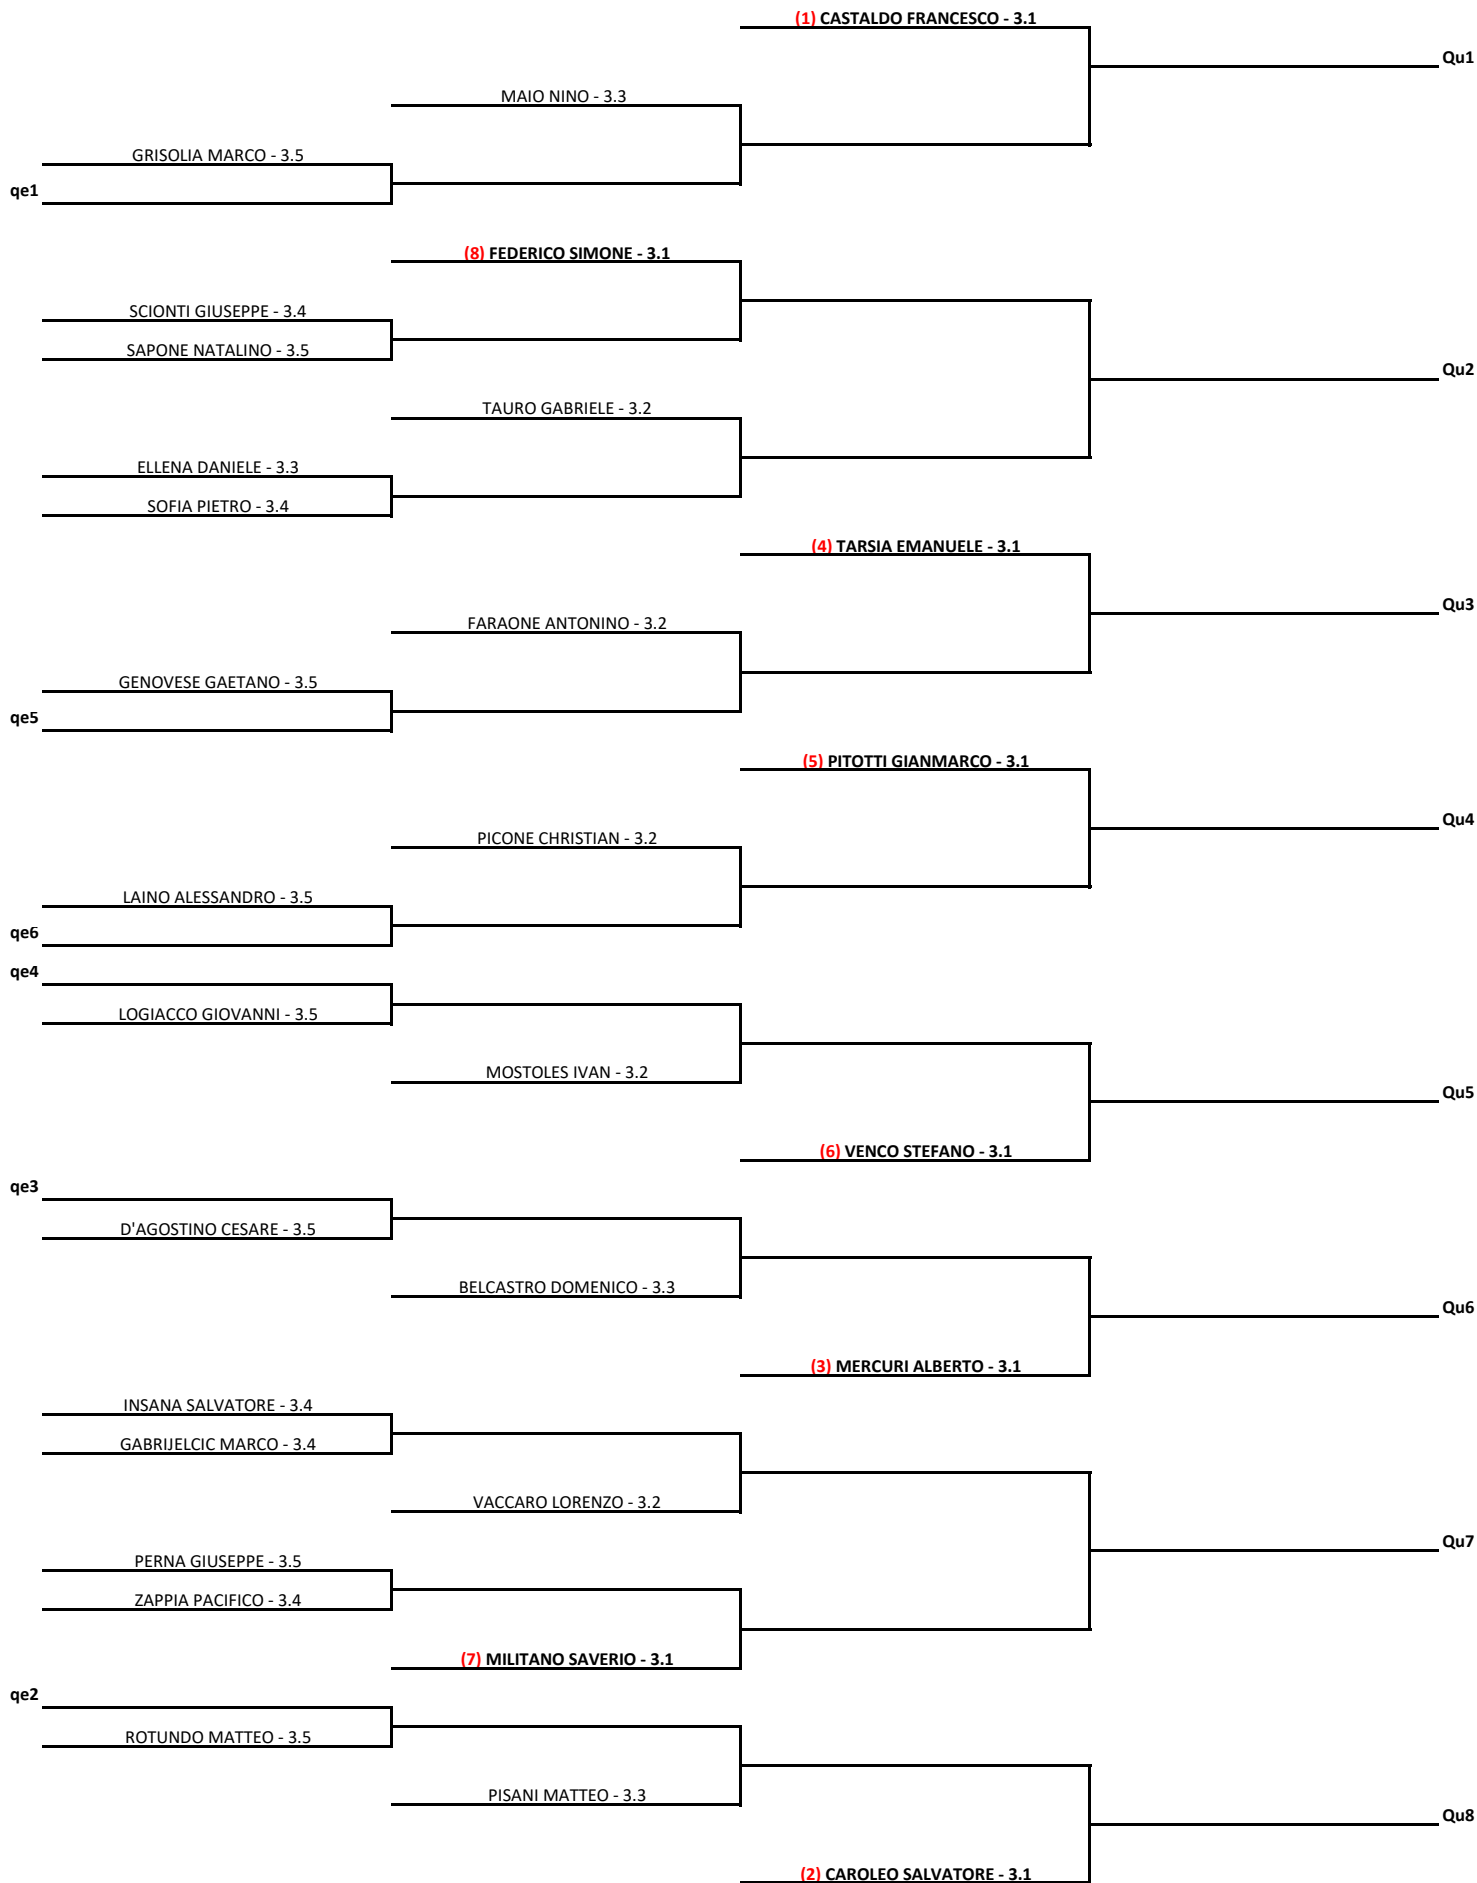 (1) CASTALDO FRANCESCO - 3.1
Qu1
MAIO NINO - 3.3
GRISOLIA MARCO - 3.5
qe1
(8) FEDERICO SIMONE - 3.1
SCIONTI GIUSEPPE - 3.4
SAPONE NATALINO - 3.5
Qu2
TAURO GABRIELE - 3.2
ELLENA DANIELE - 3.3
SOFIA PIETRO - 3.4
(4) TARSIA EMANUELE - 3.1
Qu3
FARAONE ANTONINO - 3.2
GENOVESE GAETANO - 3.5
qe5
(5) PITOTTI GIANMARCO - 3.1
Qu4
PICONE CHRISTIAN - 3.2
LAINO ALESSANDRO - 3.5
qe6
qe4
LOGIACCO GIOVANNI - 3.5
MOSTOLES IVAN - 3.2
Qu5
(6) VENCO STEFANO - 3.1
qe3
D'AGOSTINO CESARE - 3.5
BELCASTRO DOMENICO - 3.3
Qu6
(3) MERCURI ALBERTO - 3.1
INSANA SALVATORE - 3.4
GABRIJELCIC MARCO - 3.4
VACCARO LORENZO - 3.2
Qu7
PERNA GIUSEPPE - 3.5
ZAPPIA PACIFICO - 3.4
(7) MILITANO SAVERIO - 3.1
qe2
ROTUNDO MATTEO - 3.5
PISANI MATTEO - 3.3
Qu8
(2) CAROLEO SALVATORE - 3.1